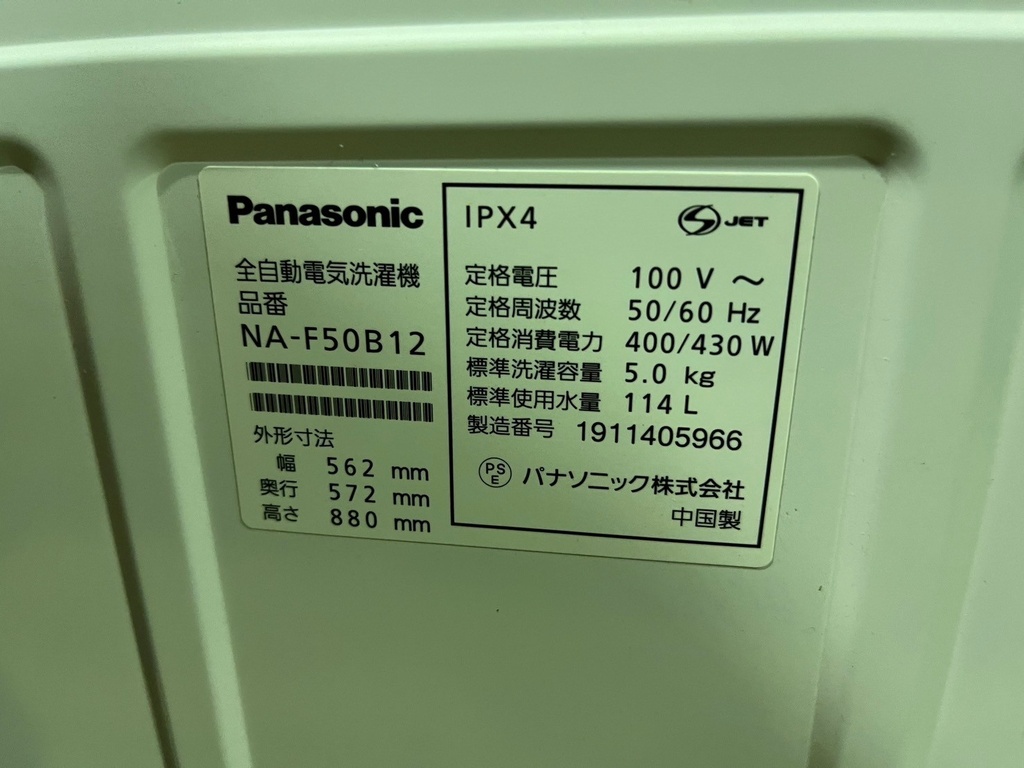 Panasonic
全自動電気洗濯機
品番
NA-F50B12
外形寸法
幅 562 mm
奥行 572 mm
高さ 880 mm
IPX4
S JET
定格電圧 100 V ～
定格周波数 50/60 Hz
定格消費電力 400/430 W
標準洗濯容量 5.0 kg
標準使用水量 114 L
製造番号 1911405966
PSE パナソニック株式会社
中国製